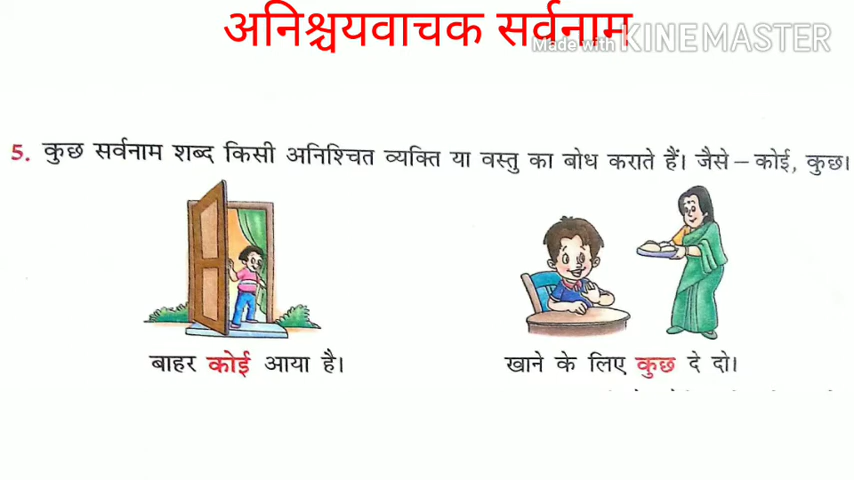 अनिश्चयवाचक सर्वनाम
Made with KINEMASTER
5. कुछ सर्वनाम शब्द किसी अनिश्चित व्यक्ति या वस्तु का बोध कराते हैं। जैसे – कोई, कुछ।
बाहर कोई आया है।
खाने के लिए कुछ दे दो।